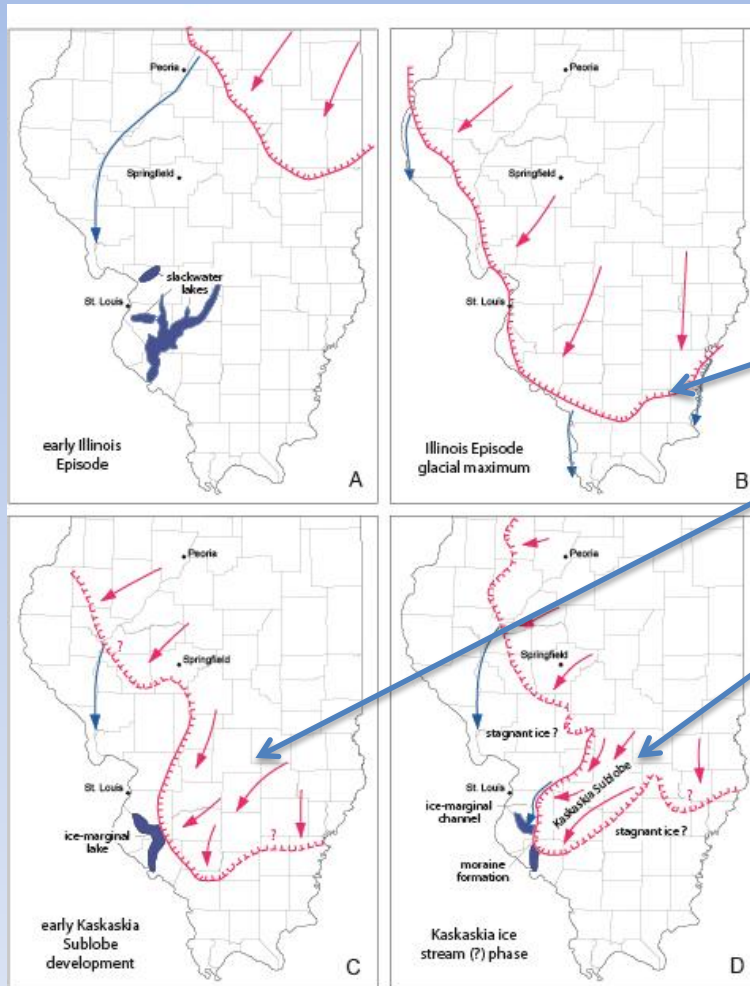 Peoria
Springfield
slackwater
lakes
St. Louis
early Illinois
Episode
A
Peoria
Springfield
St. Louis
Illinois Episode
glacial maximum
B
Peoria
?
Springfield
St. Louis
ice-marginal
lake
?
early Kaskaskia
Sublobe
development
C
Peoria
Springfield
stagnant ice ?
St. Louis
Kaskaskia Sublobe
?
ice-marginal
channel
stagnant ice ?
moraine
formation
Kaskaskia ice
stream (?) phase
D